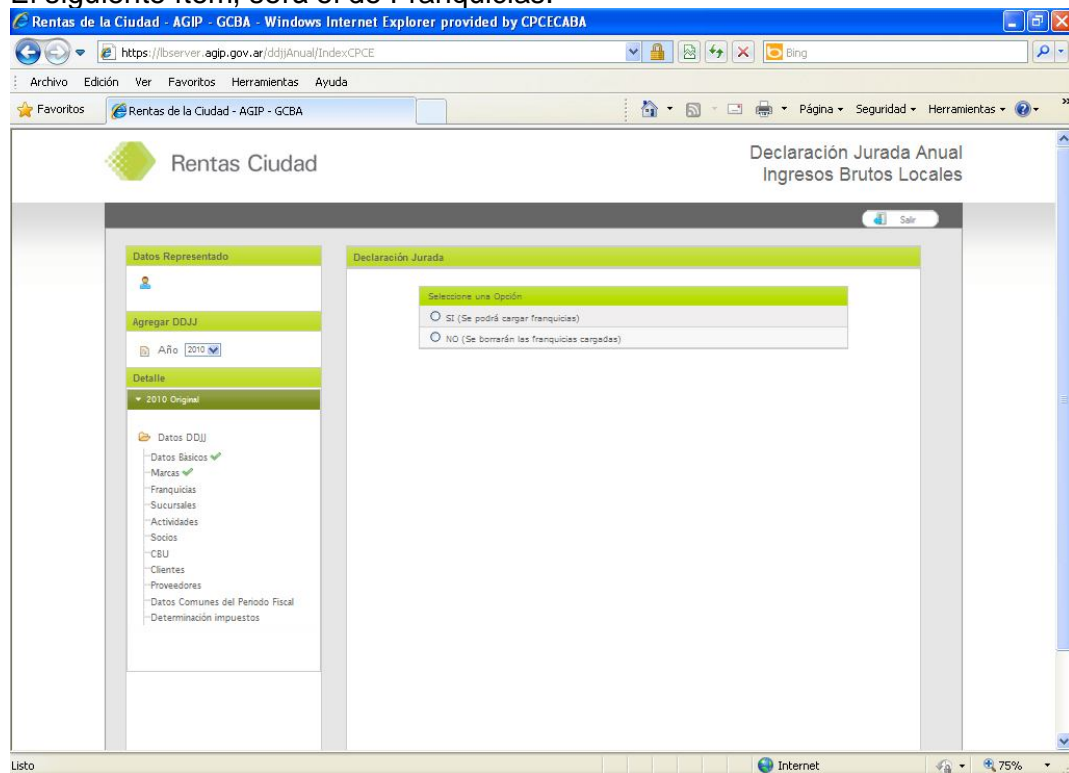 El siguiente ítem, será el de Franquicias.
Rentas de la Ciudad - AGIP - GCBA - Windows Internet Explorer provided by CPCECABA
https://lbserver.agip.gov.ar/ddjjAnual/IndexCPCE
Bing
Archivo Edición Ver Favoritos Herramientas Ayuda
Favoritos
Rentas de la Ciudad - AGIP - GCBA
Página Seguridad Herramientas
Rentas Ciudad
Declaración Jurada Anual
Ingresos Brutos Locales
Salir
Datos Representado
Declaración Jurada
Seleccione una Opción
SI (Se podrá cargar franquicias)
NO (Se borrarán las franquicias cargadas)
Agregar DDJJ
Año 2010
Detalle
2010 Original
Datos DDJJ
Datos Básicos
Marcas
Franquicias
Sucursales
Actividades
Socios
CBU
Clientes
Proveedores
Datos Comunes del Periodo Fiscal
Determinación impuestos
Listo
Internet
75%